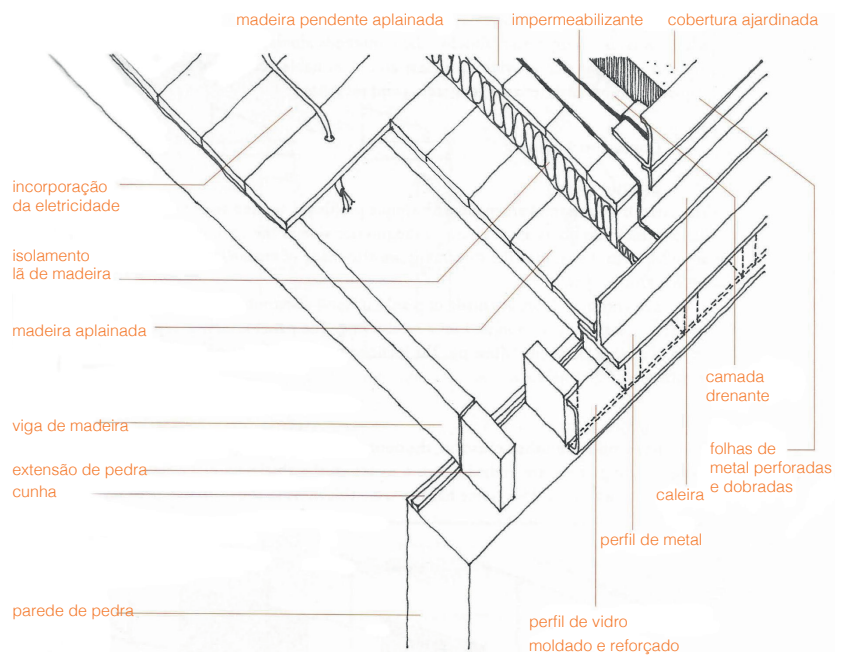 madeira pendente aplainada
impermeabilizante
cobertura ajardinada
incorporação
da eletricidade
isolamento
lã de madeira
madeira aplainada
viga de madeira
extensão de pedra
cunha
parede de pedra
camada
drenante
folhas de
metal perforadas
e dobradas
caleira
perfil de metal
perfil de vidro
moldado e reforçado